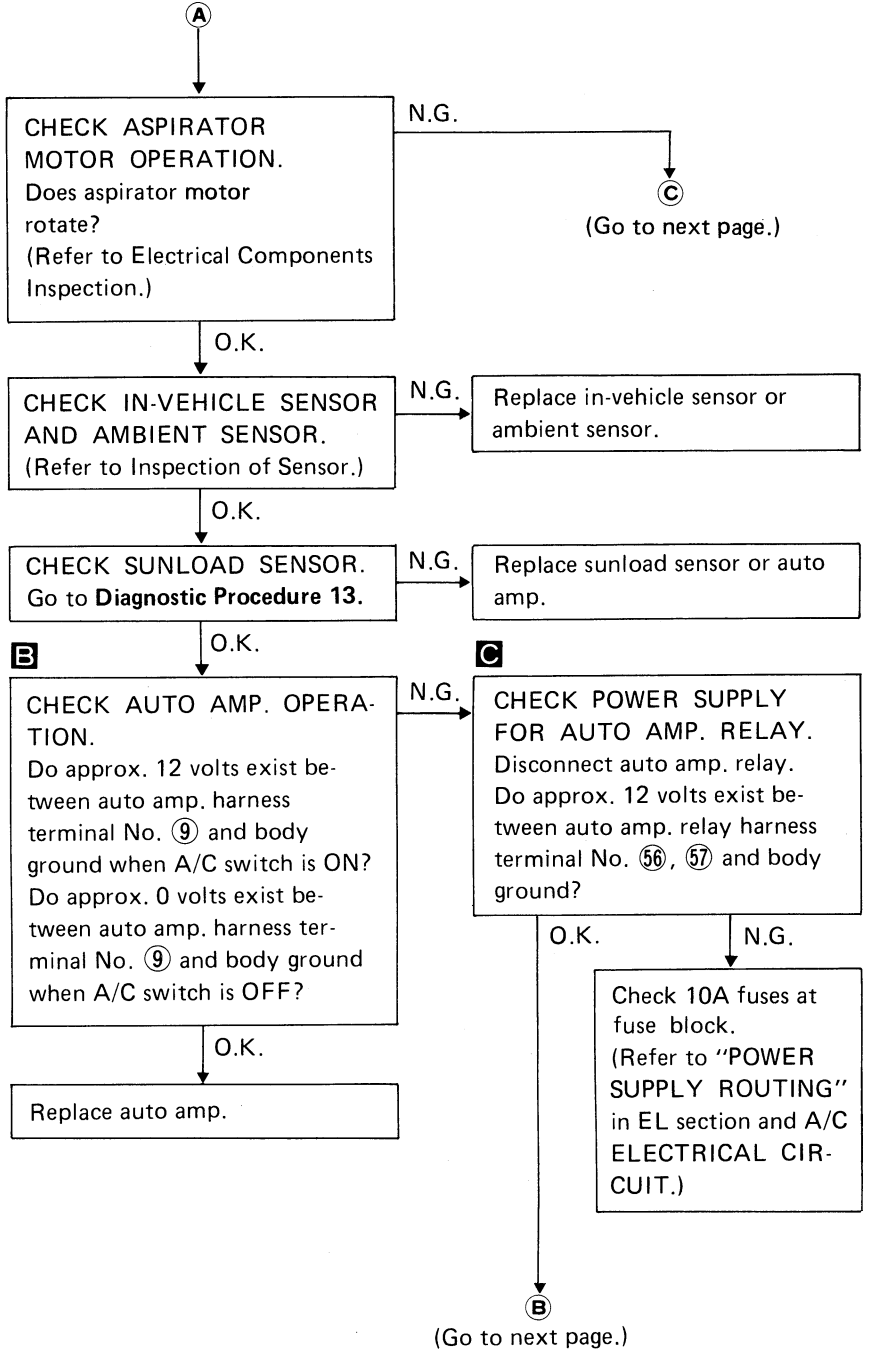 A
CHECK ASPIRATOR
MOTOR OPERATION.
Does aspirator motor
rotate?
(Refer to Electrical Components
Inspection.)
N.G.
C
(Go to next page.)
O.K.
CHECK IN-VEHICLE SENSOR
AND AMBIENT SENSOR.
(Refer to Inspection of Sensor.)
N.G.
Replace in-vehicle sensor or
ambient sensor.
O.K.
CHECK SUNLOAD SENSOR.
Go to Diagnostic Procedure 13.
N.G.
Replace sunload sensor or auto
amp.
O.K.
B
CHECK AUTO AMP. OPERA-
TION.
Do approx. 12 volts exist be-
tween auto amp. harness
terminal No. ⑨ and body
ground when A/C switch is ON?
Do approx. 0 volts exist be-
tween auto amp. harness ter-
minal No. ⑨ and body ground
when A/C switch is OFF?
N.G.
C
CHECK POWER SUPPLY
FOR AUTO AMP. RELAY.
Disconnect auto amp. relay.
Do approx. 12 volts exist be-
tween auto amp. relay harness
terminal No. 56, 57 and body
ground?
O.K.
Replace auto amp.
O.K.
N.G.
Check 10A fuses at
fuse block.
(Refer to "POWER
SUPPLY ROUTING"
in EL section and A/C
ELECTRICAL CIR-
CUIT.)
B
(Go to next page.)